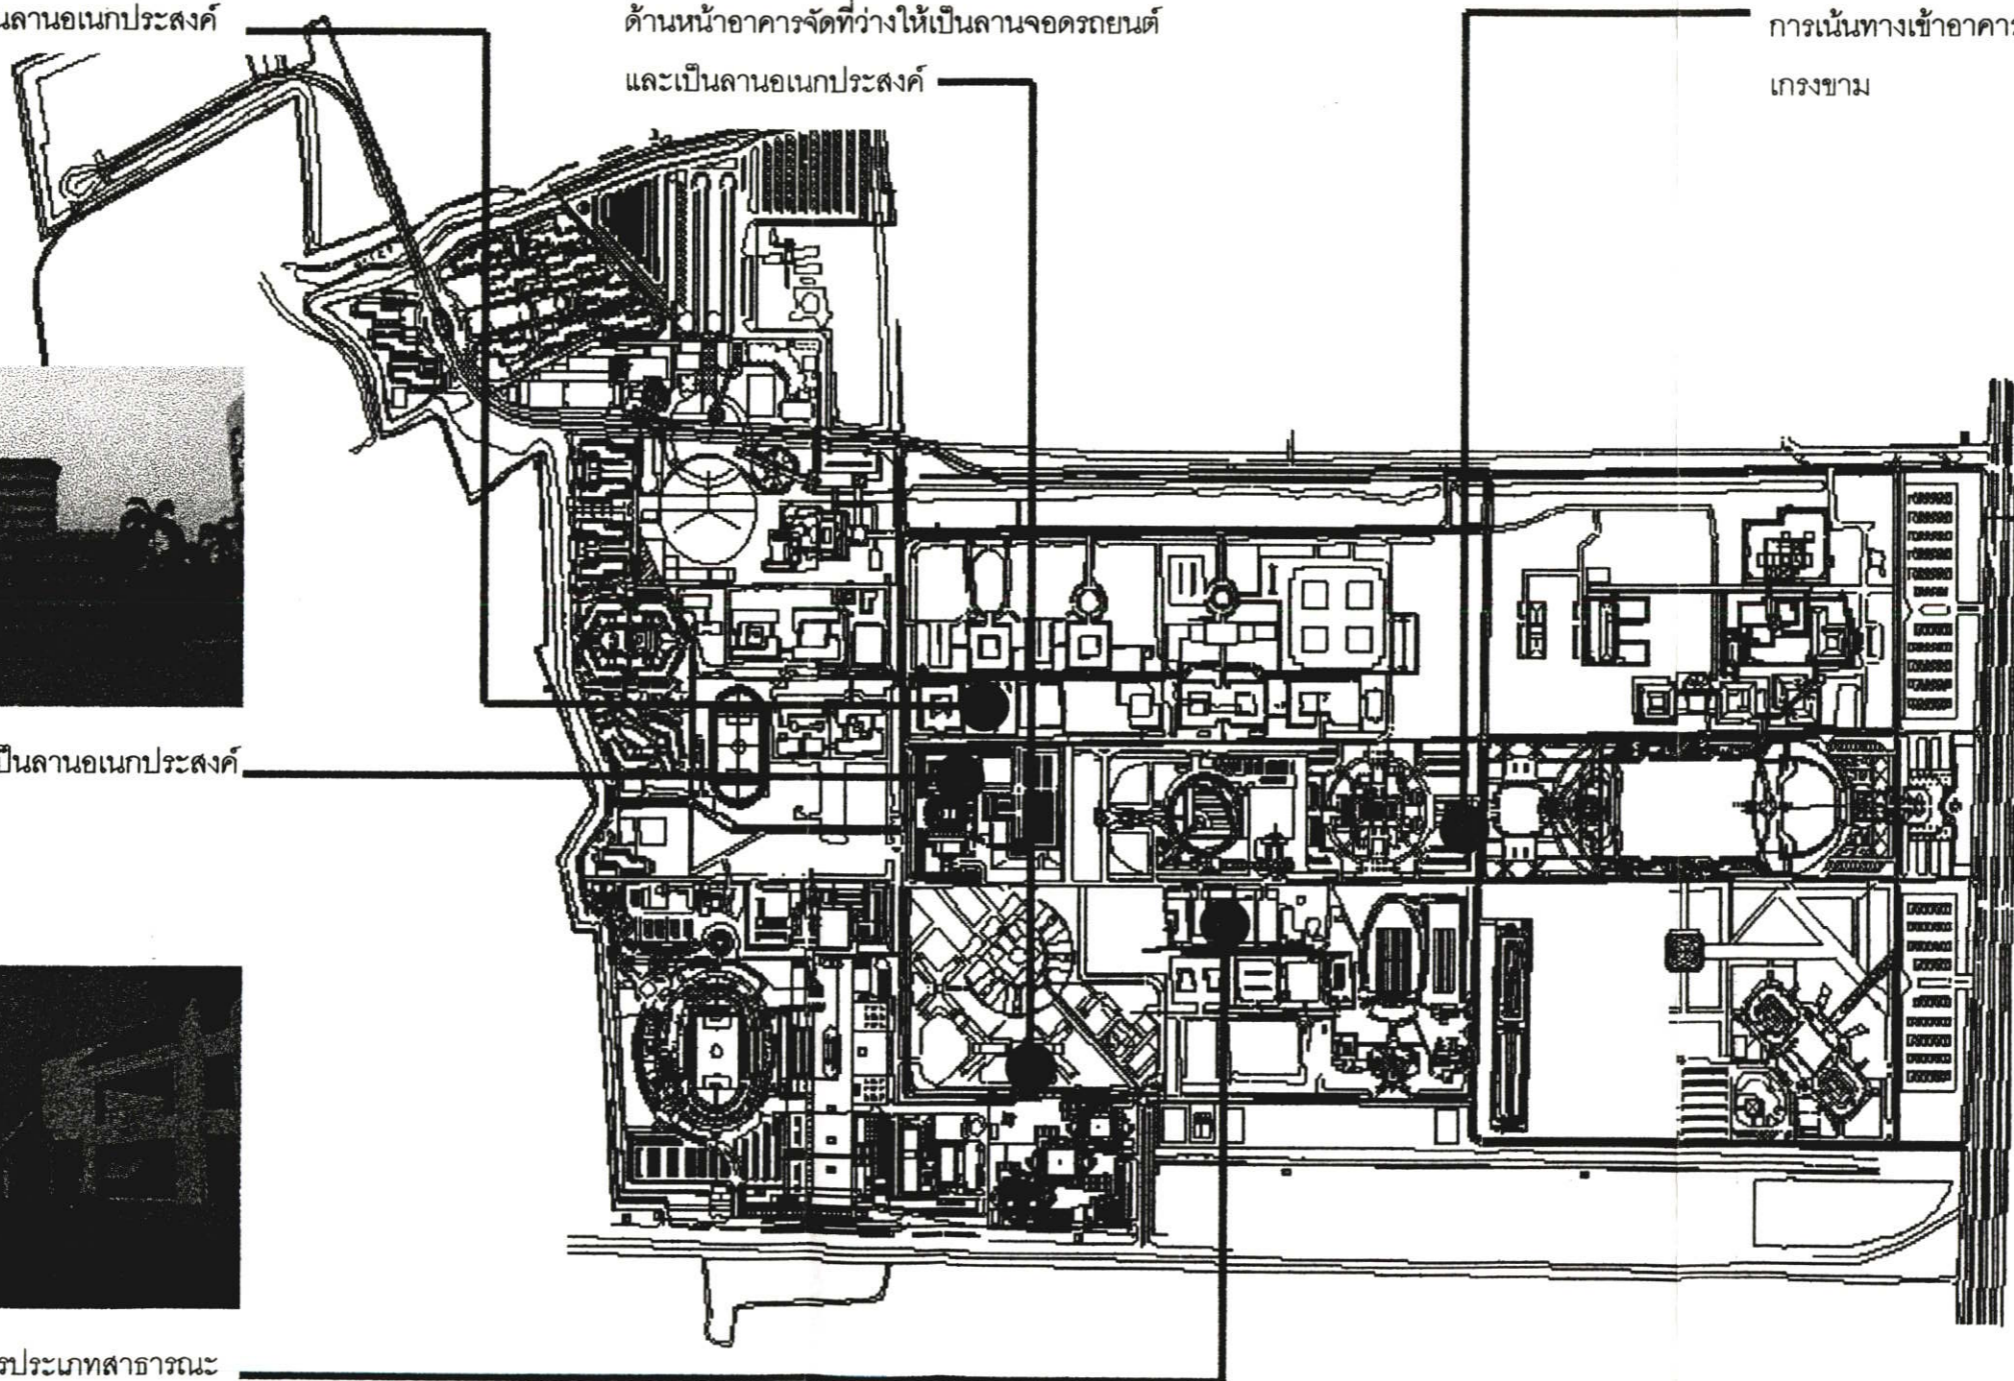 นลานอเนกประสงค์
ด้านหน้าอาคารจัดที่ว่างให้เป็นลานจอดรถยนต์
และเป็นลานอเนกประสงค์
การเน้นทางเข้าอาคาร
เกรงขาม
ป็นลานอเนกประสงค์
รประเภทสาธารณะ